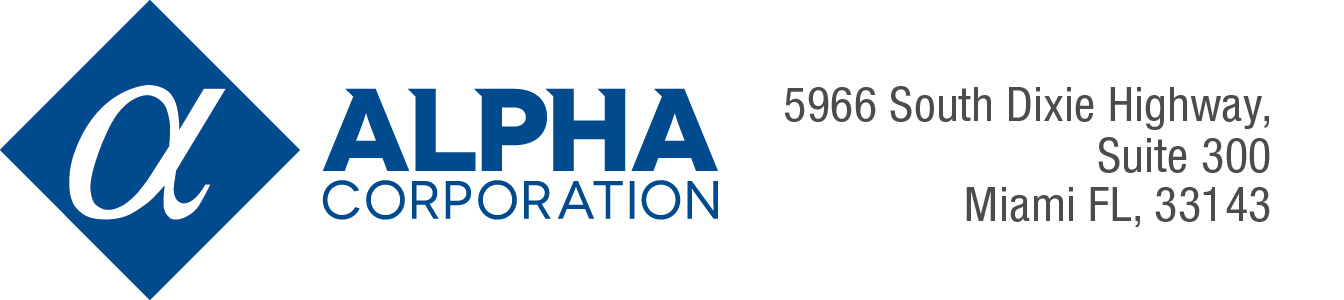 α
ALPHA
CORPORATION
5966 South Dixie Highway,
Suite 300
Miami FL, 33143